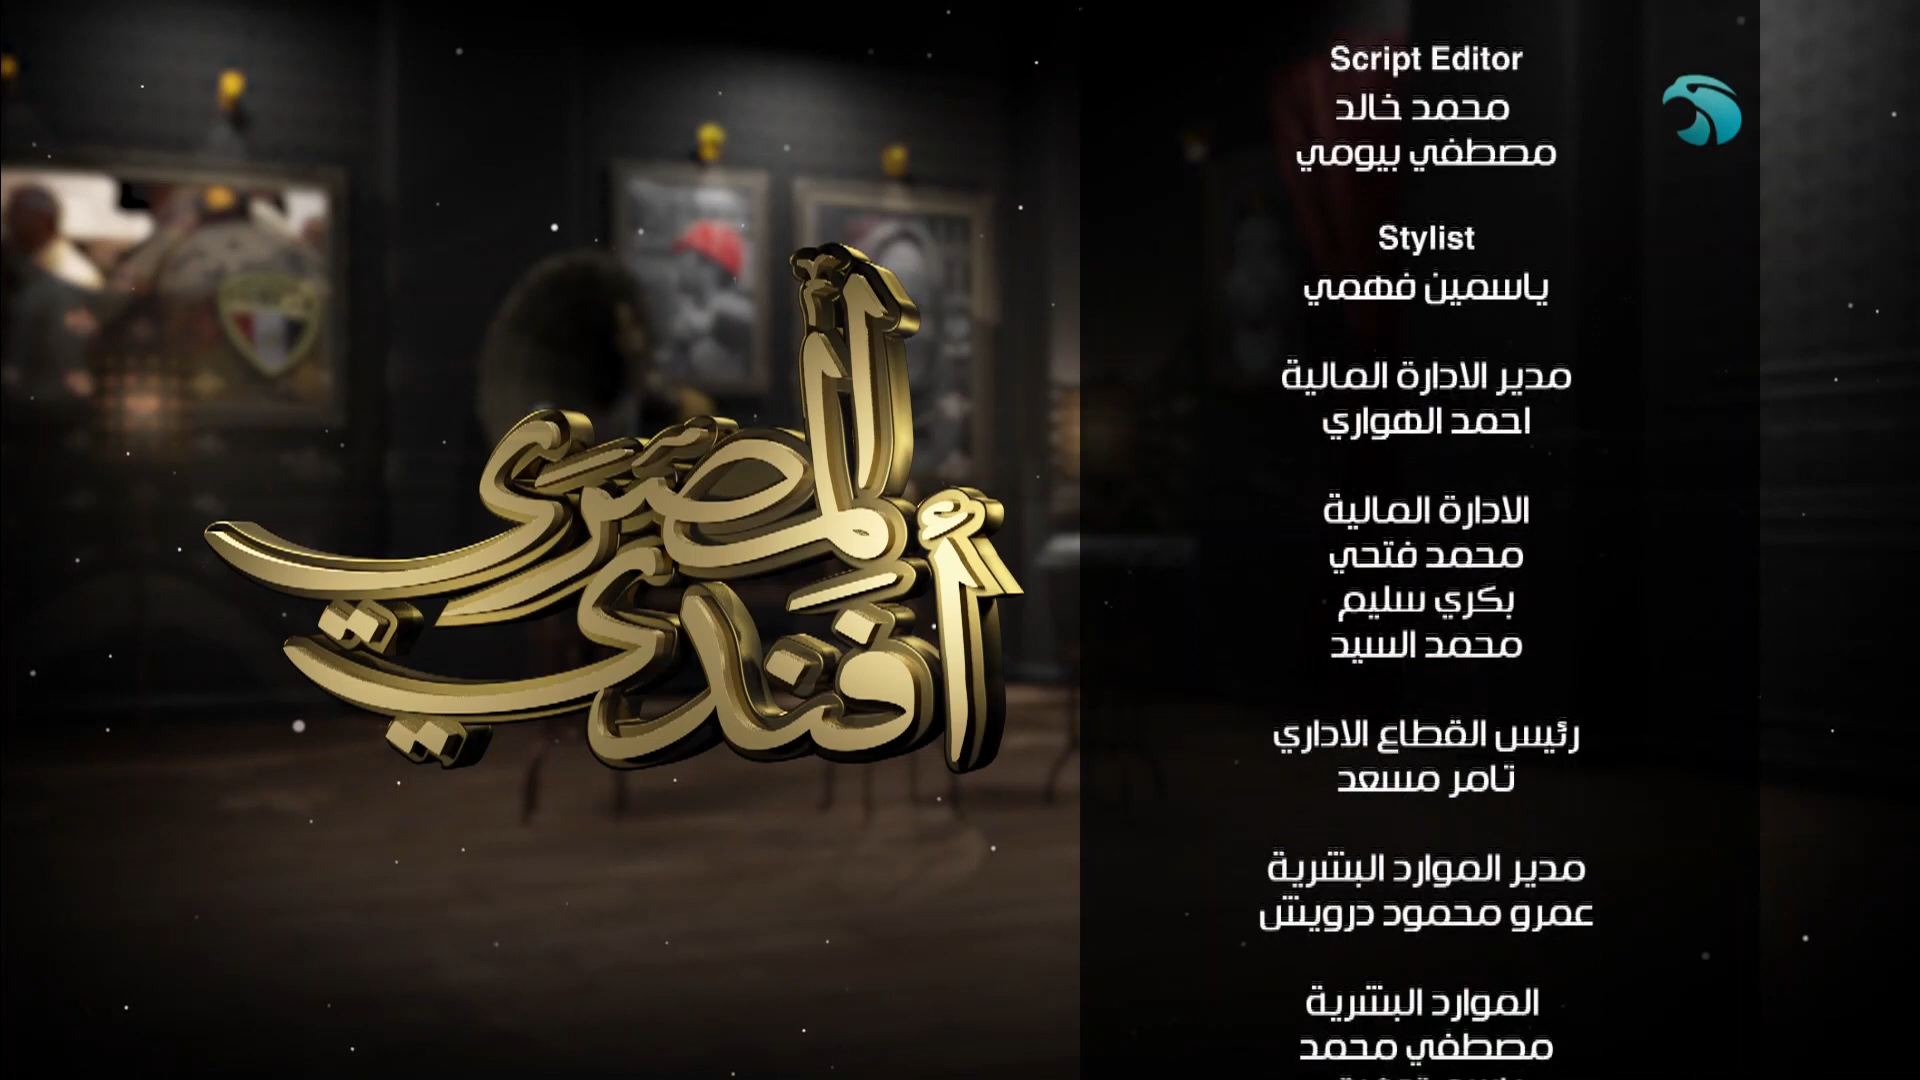 المصري
أفندي
Script Editor
محمد خالد
مصطفي بيومي
Stylist
ياسمين فهمي
مدير الادارة المالية
احمد الهواري
الادارة المالية
محمد فتحي
بكري سليم
محمد السيد
رئيس القطاع الاداري
تامر مسعد
مدير الموارد البشرية
عمرو محمود درويش
الموارد البشرية
مصطفي محمد